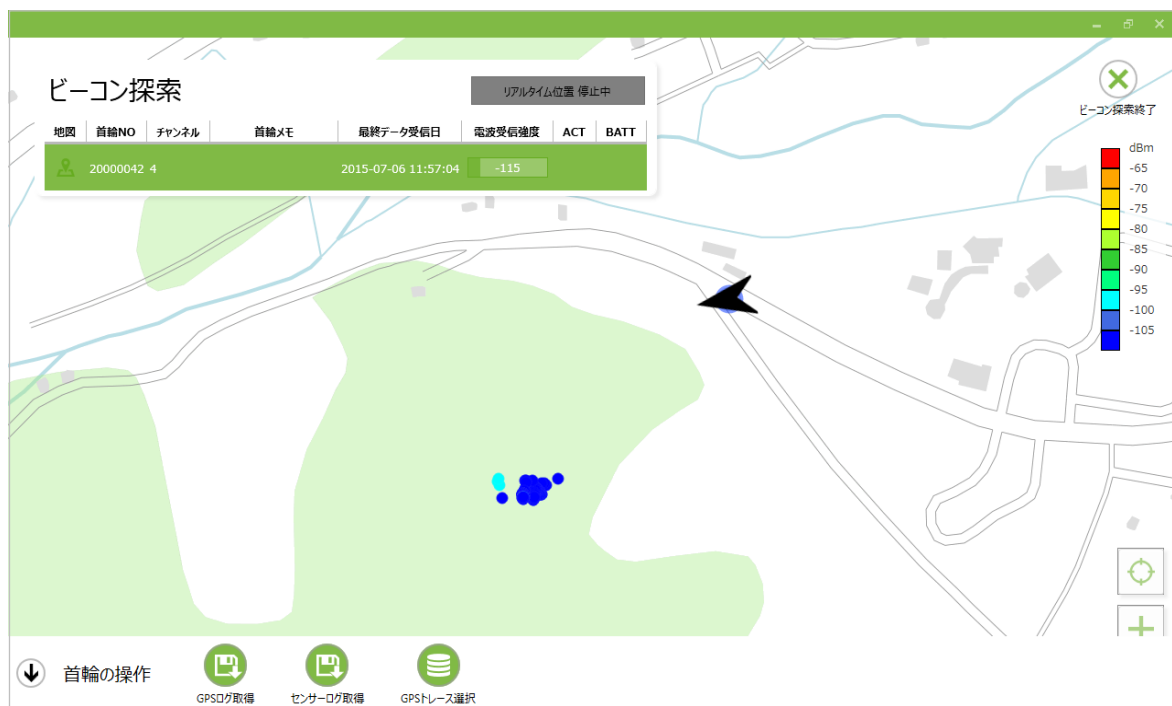 ビーコン探索
リアルタイム位置 停止中
地図 首輪NO チャンネル 首輪メモ 最終データ受信日 電波受信強度 ACT BATT
20000042 4 2015-07-06 11:57:04 -115
ビーコン探索終了
dBm
-65
-70
-75
-80
-85
-90
-95
-100
-105
首輪の操作
GPSログ取得
センサーログ取得
GPSトレース選択